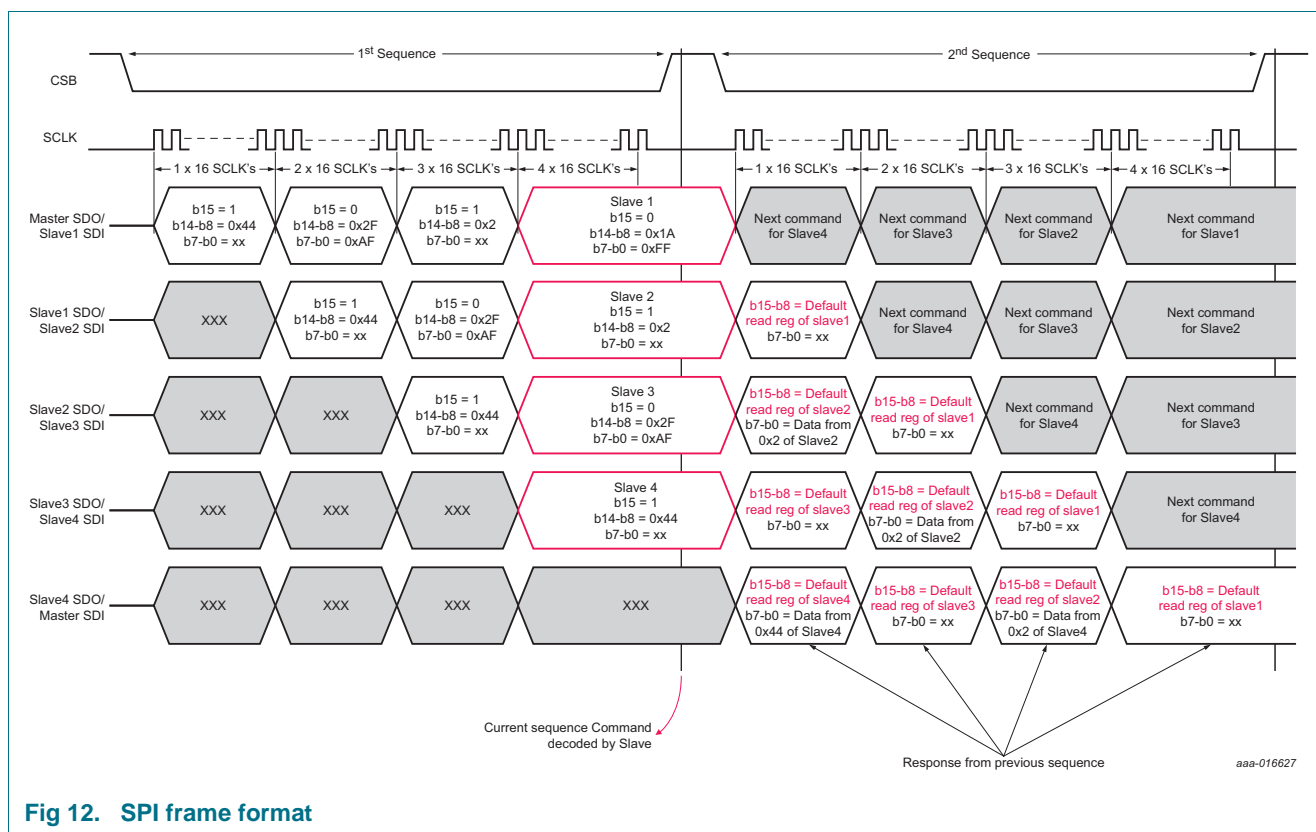 1st Sequence
2nd Sequence
CSB
SCLK
1 x 16 SCLK's
2 x 16 SCLK's
3 x 16 SCLK's
4 x 16 SCLK's
1 x 16 SCLK's
2 x 16 SCLK's
3 x 16 SCLK's
4 x 16 SCLK's
Master SDO/
Slave1 SDI
b15 = 1
b14-b8 = 0x44
b7-b0 = xx
b15 = 0
b14-b8 = 0x2F
b7-b0 = 0xAF
b15 = 1
b14-b8 = 0x2
b7-b0 = xx
Slave 1
b15 = 0
b14-b8 = 0x1A
b7-b0 = 0xFF
Next command
for Slave4
Next command
for Slave3
Next command
for Slave2
Next command
for Slave1
Slave1 SDO/
Slave2 SDI
XXX
b15 = 1
b14-b8 = 0x44
b7-b0 = xx
b15 = 0
b14-b8 = 0x2F
b7-b0 = 0xAF
Slave 2
b15 = 1
b14-b8 = 0x2
b7-b0 = xx
b15-b8 = Default
read reg of slave1
b7-b0 = xx
Next command
for Slave4
Next command
for Slave3
Next command
for Slave2
Slave2 SDO/
Slave3 SDI
XXX
XXX
b15 = 1
b14-b8 = 0x44
b7-b0 = xx
Slave 3
b15 = 0
b14-b8 = 0x2F
b7-b0 = 0xAF
b15-b8 = Default
read reg of slave2
b7-b0 = Data from
0x2 of Slave2
b15-b8 = Default
read reg of slave1
b7-b0 = xx
Next command
for Slave4
Next command
for Slave3
Slave3 SDO/
Slave4 SDI
XXX
XXX
XXX
Slave 4
b15 = 1
b14-b8 = 0x44
b7-b0 = xx
b15-b8 = Default
read reg of slave3
b7-b0 = xx
b15-b8 = Default
read reg of slave2
b7-b0 = Data from
0x2 of Slave2
b15-b8 = Default
read reg of slave1
b7-b0 = xx
Next command
for Slave4
Slave4 SDO/
Master SDI
XXX
XXX
XXX
XXX
b15-b8 = Default
read reg of slave4
b7-b0 = Data from
0x44 of Slave4
b15-b8 = Default
read reg of slave3
b7-b0 = xx
b15-b8 = Default
read reg of slave2
b7-b0 = Data from
0x2 of Slave4
b15-b8 = Default
read reg of slave1
b7-b0 = xx
Current sequence Command
decoded by Slave
Response from previous sequence
aaa-016627
Fig 12. SPI frame format